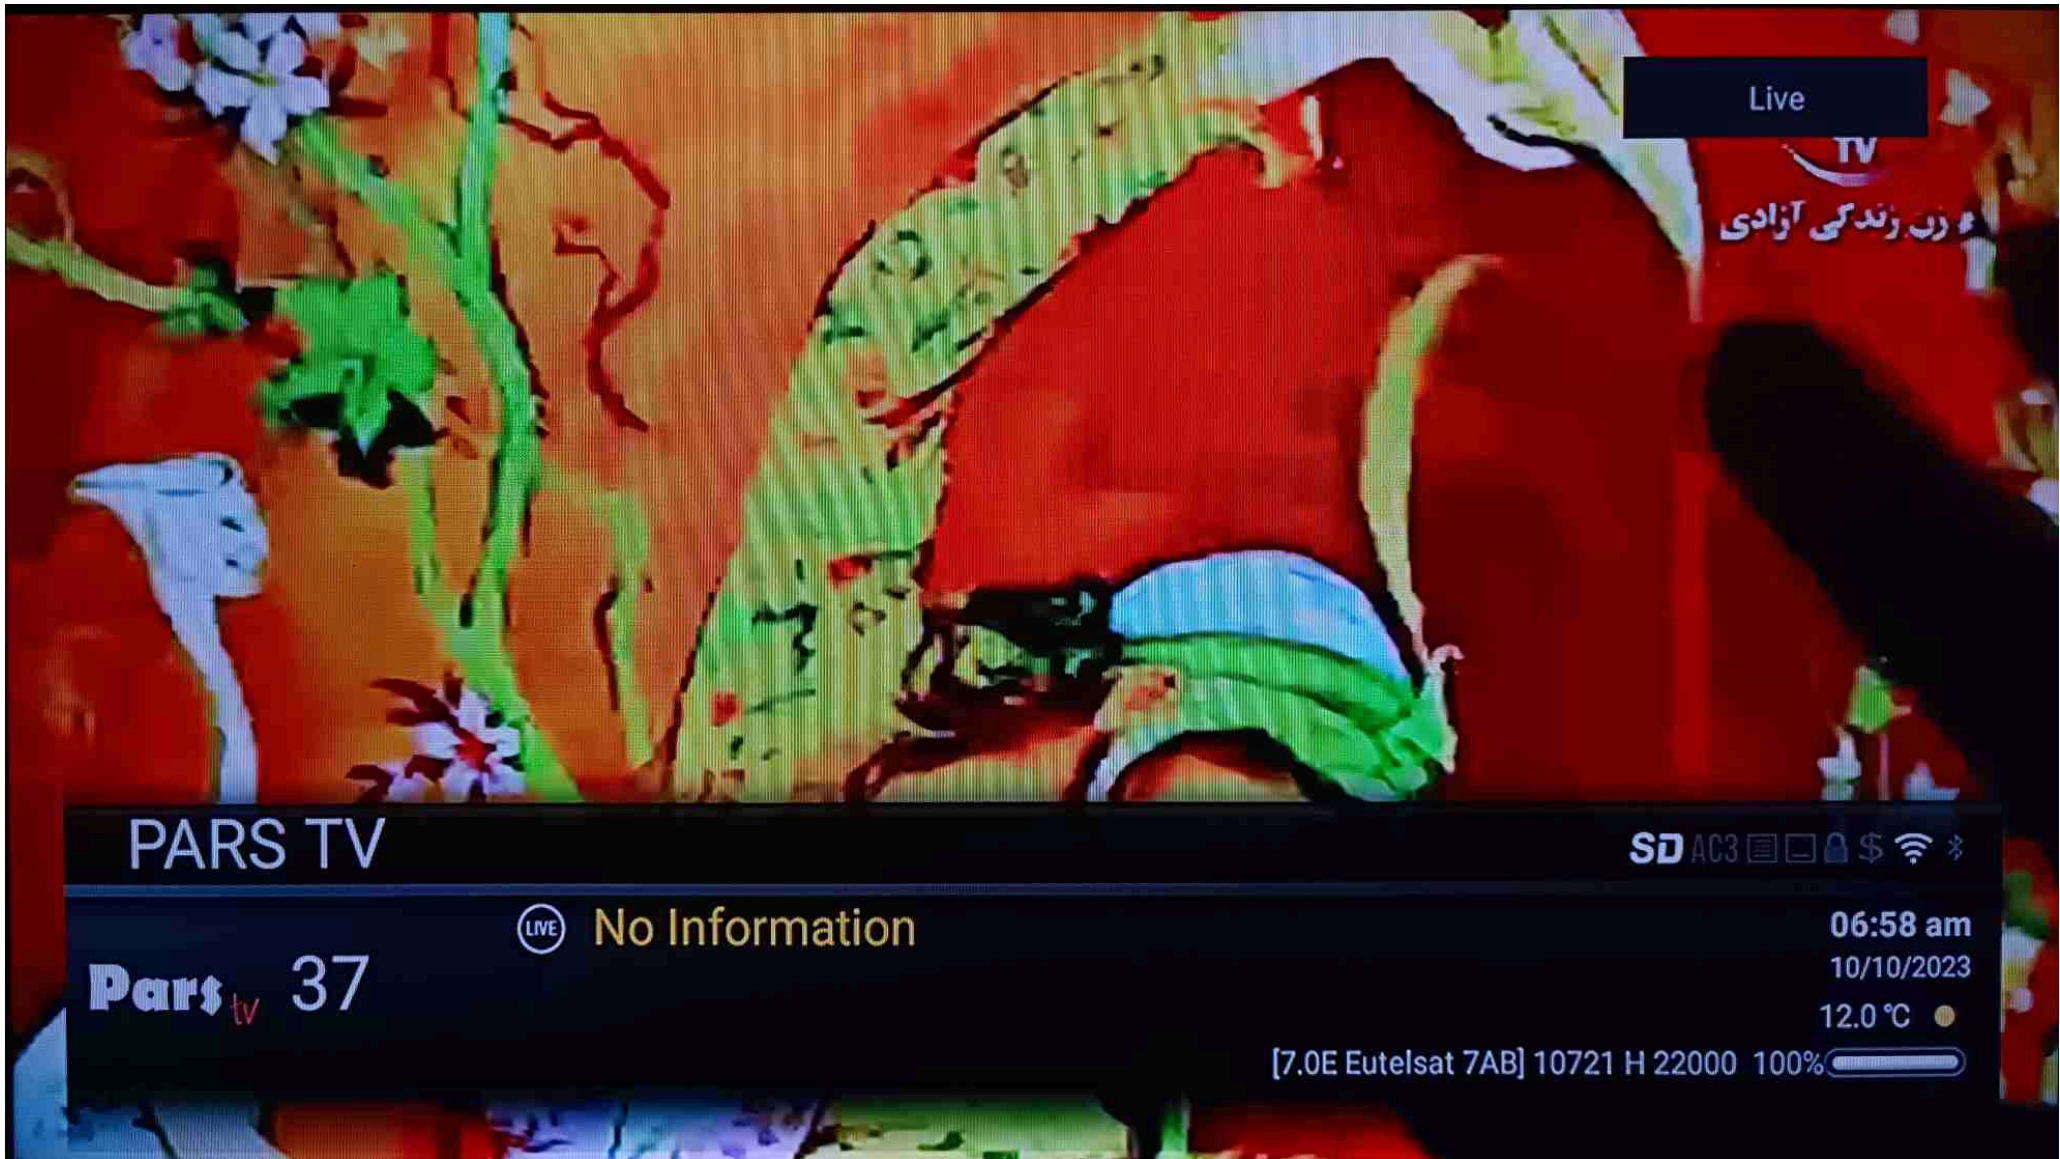 Live
TV
# زن زندگی آزادی
PARS TV
SD AC3 $
LIVE No Information
06:58 am
Pars tv 37
10/10/2023
12.0 °C
[7.0E Eutelsat 7AB] 10721 H 22000 100%